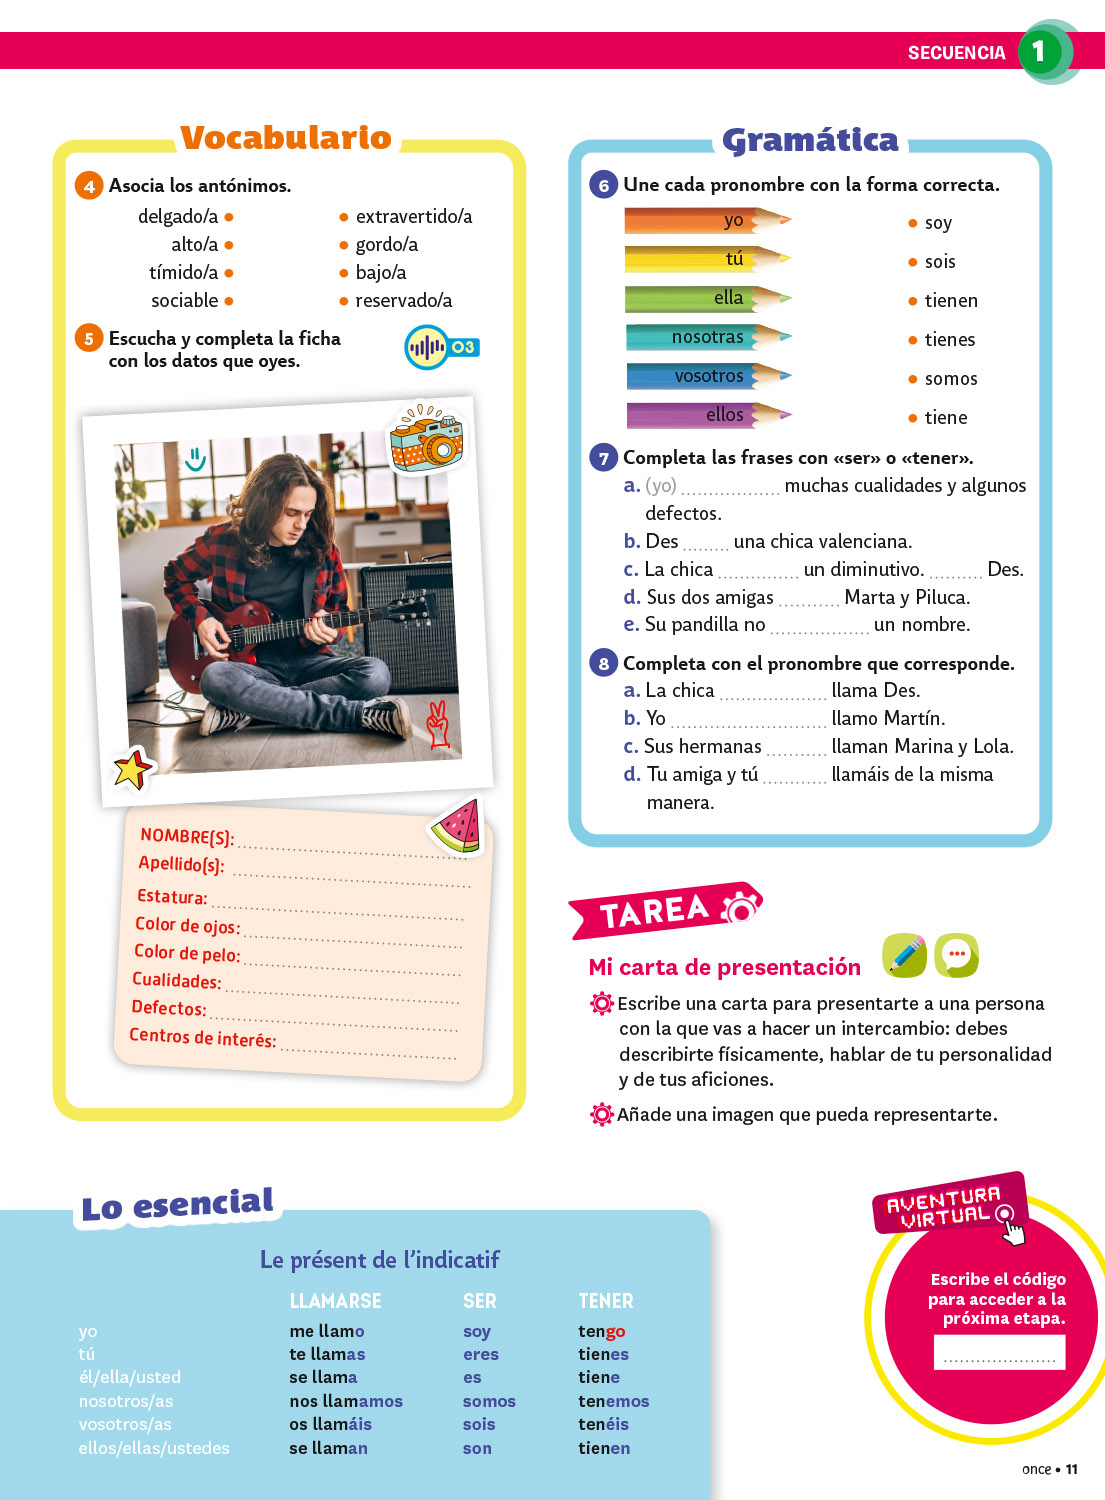 SECUENCIA 1
Vocabulario
4 Asocia los antónimos.
delgado/a • • extravertido/a
alto/a • • gordo/a
tímido/a • • bajo/a
sociable • • reservado/a
5 Escucha y completa la ficha
con los datos que oyes.
03
NOMBRE(S): ..............................
Apellido(s): ..............................
Estatura: ..............................
Color de ojos: ..............................
Color de pelo: ..............................
Cualidades: ..............................
Defectos: ..............................
Centros de interés: ..............................
Gramática
6 Une cada pronombre con la forma correcta.
yo • soy
tú • sois
ella • tienen
nosotras • tienes
vosotros • somos
ellos • tiene
7 Completa las frases con «ser» o «tener».
a. (yo) .................. muchas cualidades y algunos
defectos.
b. Des ........ una chica valenciana.
c. La chica ............... un diminutivo. .......... Des.
d. Sus dos amigas ........... Marta y Piluca.
e. Su pandilla no .................. un nombre.
8 Completa con el pronombre que corresponde.
a. La chica .................... llama Des.
b. Yo ............................. llamo Martín.
c. Sus hermanas ........... llaman Marina y Lola.
d. Tu amiga y tú ............ llamáis de la misma
manera.
TAREA
Mi carta de presentación
Escribe una carta para presentarte a una persona
con la que vas a hacer un intercambio: debes
describirte físicamente, hablar de tu personalidad
y de tus aficiones.
Añade una imagen que pueda representarte.
Lo esencial
Le présent de l’indicatif
LLAMARSE SER TENER
yo me llamo soy tengo
tú te llamas eres tienes
él/ella/usted se llama es tiene
nosotros/as nos llamamos somos tenemos
vosotros/as os llamáis sois tenéis
ellos/ellas/ustedes se llaman son tienen
AVENTURA
VIRTUAL
Escribe el código
para acceder a la
próxima etapa.
.....................
once • 11